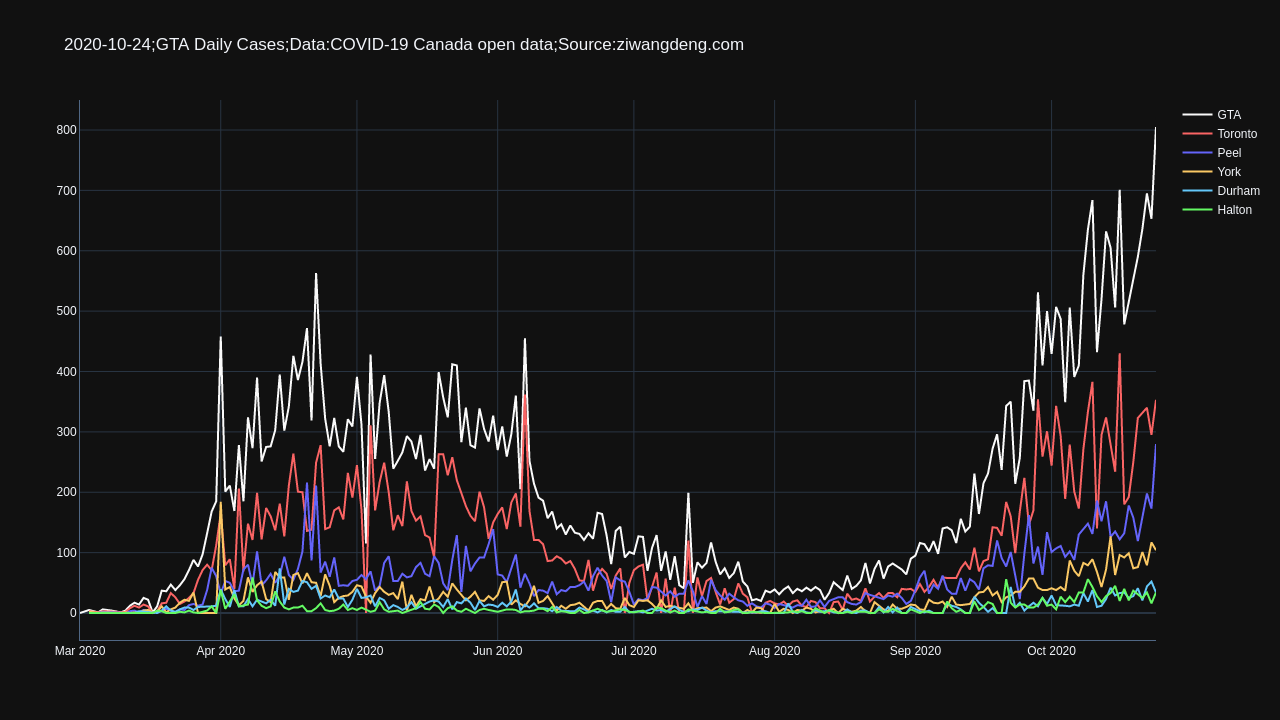 2020-10-24;GTA Daily Cases;Data:COVID-19 Canada open data;Source:ziwangdeng.com
GTA
Toronto
Peel
York
Durham
Halton
800
700
600
500
400
300
200
100
0
Mar 2020
Apr 2020
May 2020
Jun 2020
Jul 2020
Aug 2020
Sep 2020
Oct 2020